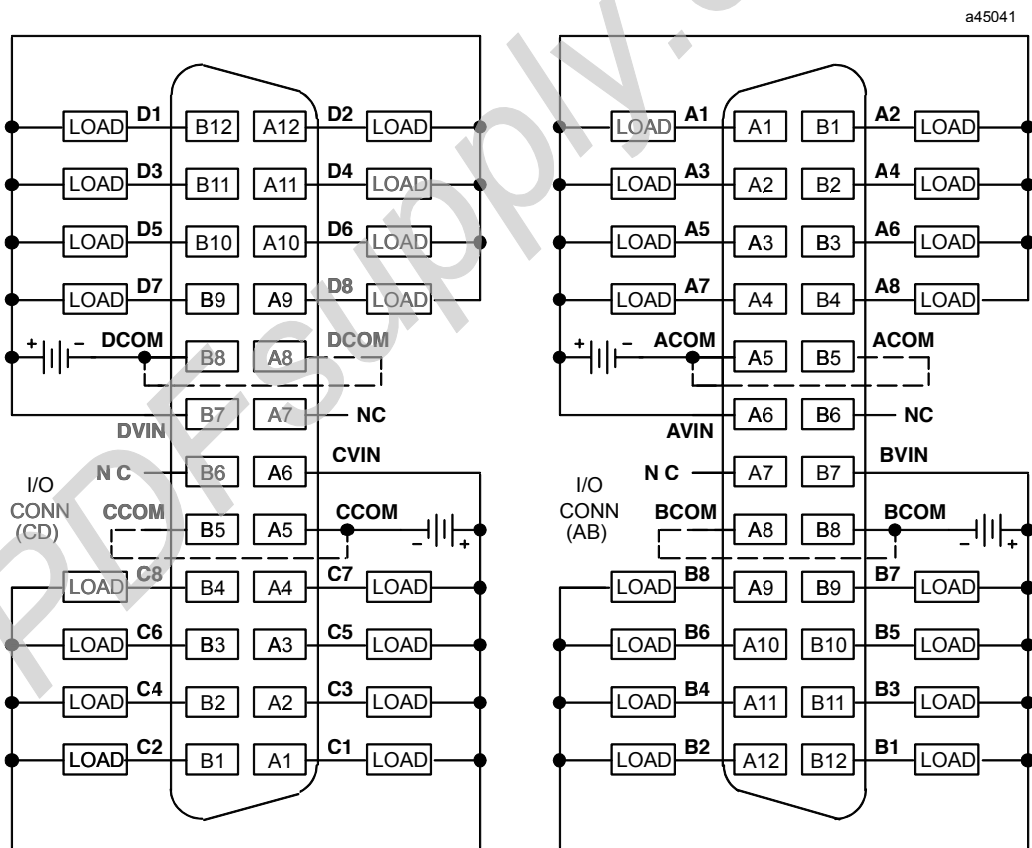 a45041
LOAD D1 B12 A12 D2 LOAD
LOAD D3 B11 A11 D4 LOAD
LOAD D5 B10 A10 D6 LOAD
LOAD D7 B9 A9 D8 LOAD
+ − DCOM B8 A8 DCOM
DVIN B7 A7 NC
N C B6 A6 CVIN
I/O
CONN
(CD)
CCOM B5 A5 CCOM − +
LOAD C8 B4 A4 C7 LOAD
LOAD C6 B3 A3 C5 LOAD
LOAD C4 B2 A2 C3 LOAD
LOAD C2 B1 A1 C1 LOAD
LOAD A1 A1 B1 A2 LOAD
LOAD A3 A2 B2 A4 LOAD
LOAD A5 A3 B3 A6 LOAD
LOAD A7 A4 B4 A8 LOAD
+ − ACOM A5 B5 ACOM
AVIN A6 B6 NC
N C A7 B7 BVIN
I/O
CONN
(AB)
BCOM A8 B8 BCOM − +
LOAD B8 A9 B9 B7 LOAD
LOAD B6 A10 B10 B5 LOAD
LOAD B4 A11 B11 B3 LOAD
LOAD B2 A12 B12 B1 LOAD
PDFsupply.